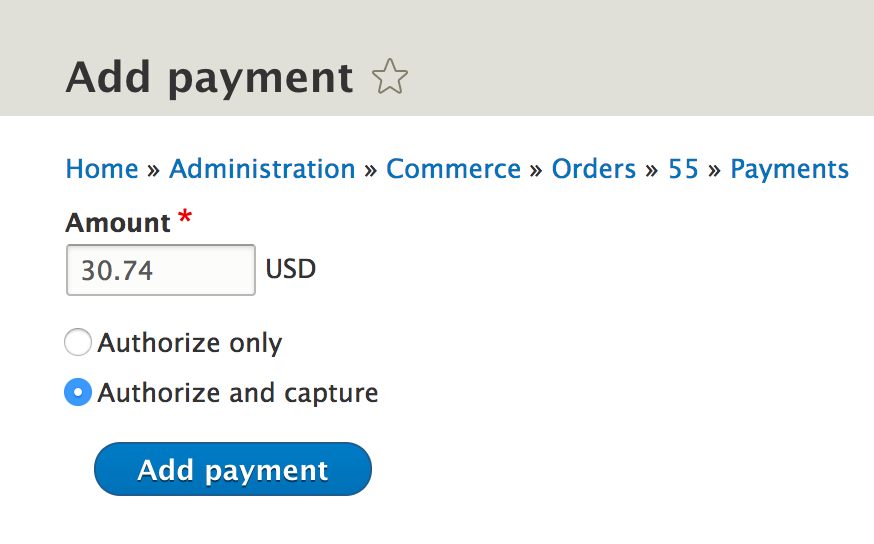 Add payment
Home » Administration » Commerce » Orders » 55 » Payments
Amount *
30.74 USD
Authorize only
Authorize and capture
Add payment